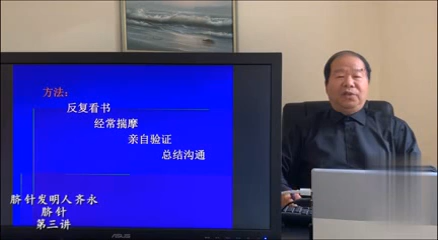 方法:
反复看书
经常揣摩
亲自验证
总结沟通
脐针发明人齐永
脐针
第三讲
ASUS